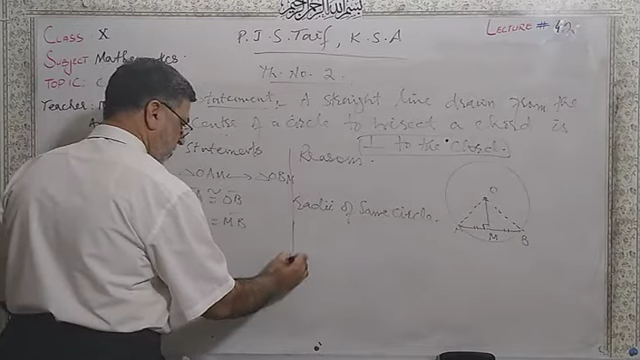 بسم الله الرحمن الرحيم
CLASS X
P.I.S. Taif, K.S.A
LECTURE # 42
SUBJECT Mathematics.
Th. No. 2
TOPIC: C
Teacher:
Statement, A straight line drawn from the
Centre of a circle to bisect a chord is
⊥ to the Chord.
Statements
Reasons.
OAM ↔ OBM
≅ OB
Radii of Same Circle.
≅ MB
O
A
M
B